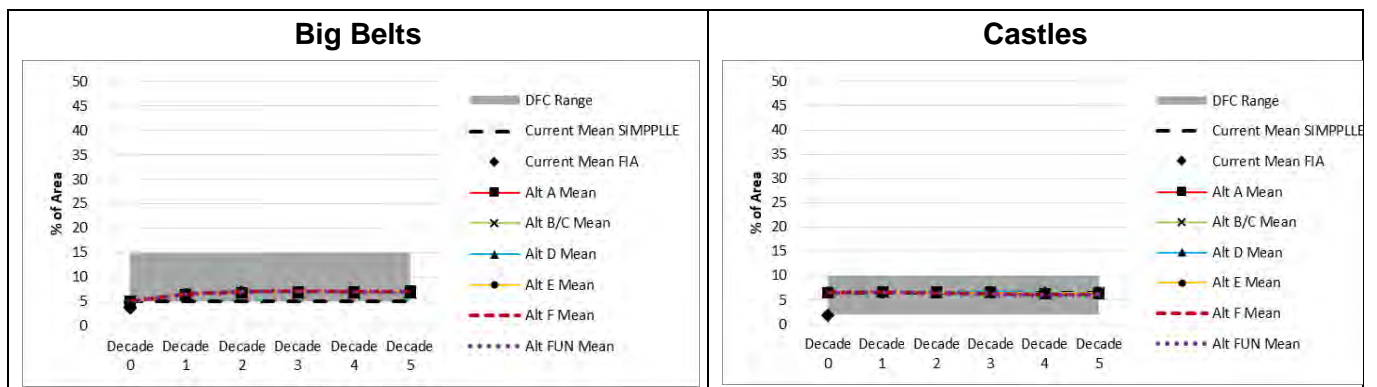 Big Belts
50
45
40
35
30
25
20
15
10
5
0
% of Area
Decade 0
Decade 1
Decade 2
Decade 3
Decade 4
Decade 5
DFC Range
Current Mean SIMPPLLE
Current Mean FIA
Alt A Mean
Alt B/C Mean
Alt D Mean
Alt E Mean
Alt F Mean
Alt FUN Mean
Castles
50
45
40
35
30
25
20
15
10
5
0
% of Area
Decade 0
Decade 1
Decade 2
Decade 3
Decade 4
Decade 5
DFC Range
Current Mean SIMPPLLE
Current Mean FIA
Alt A Mean
Alt B/C Mean
Alt D Mean
Alt E Mean
Alt F Mean
Alt FUN Mean